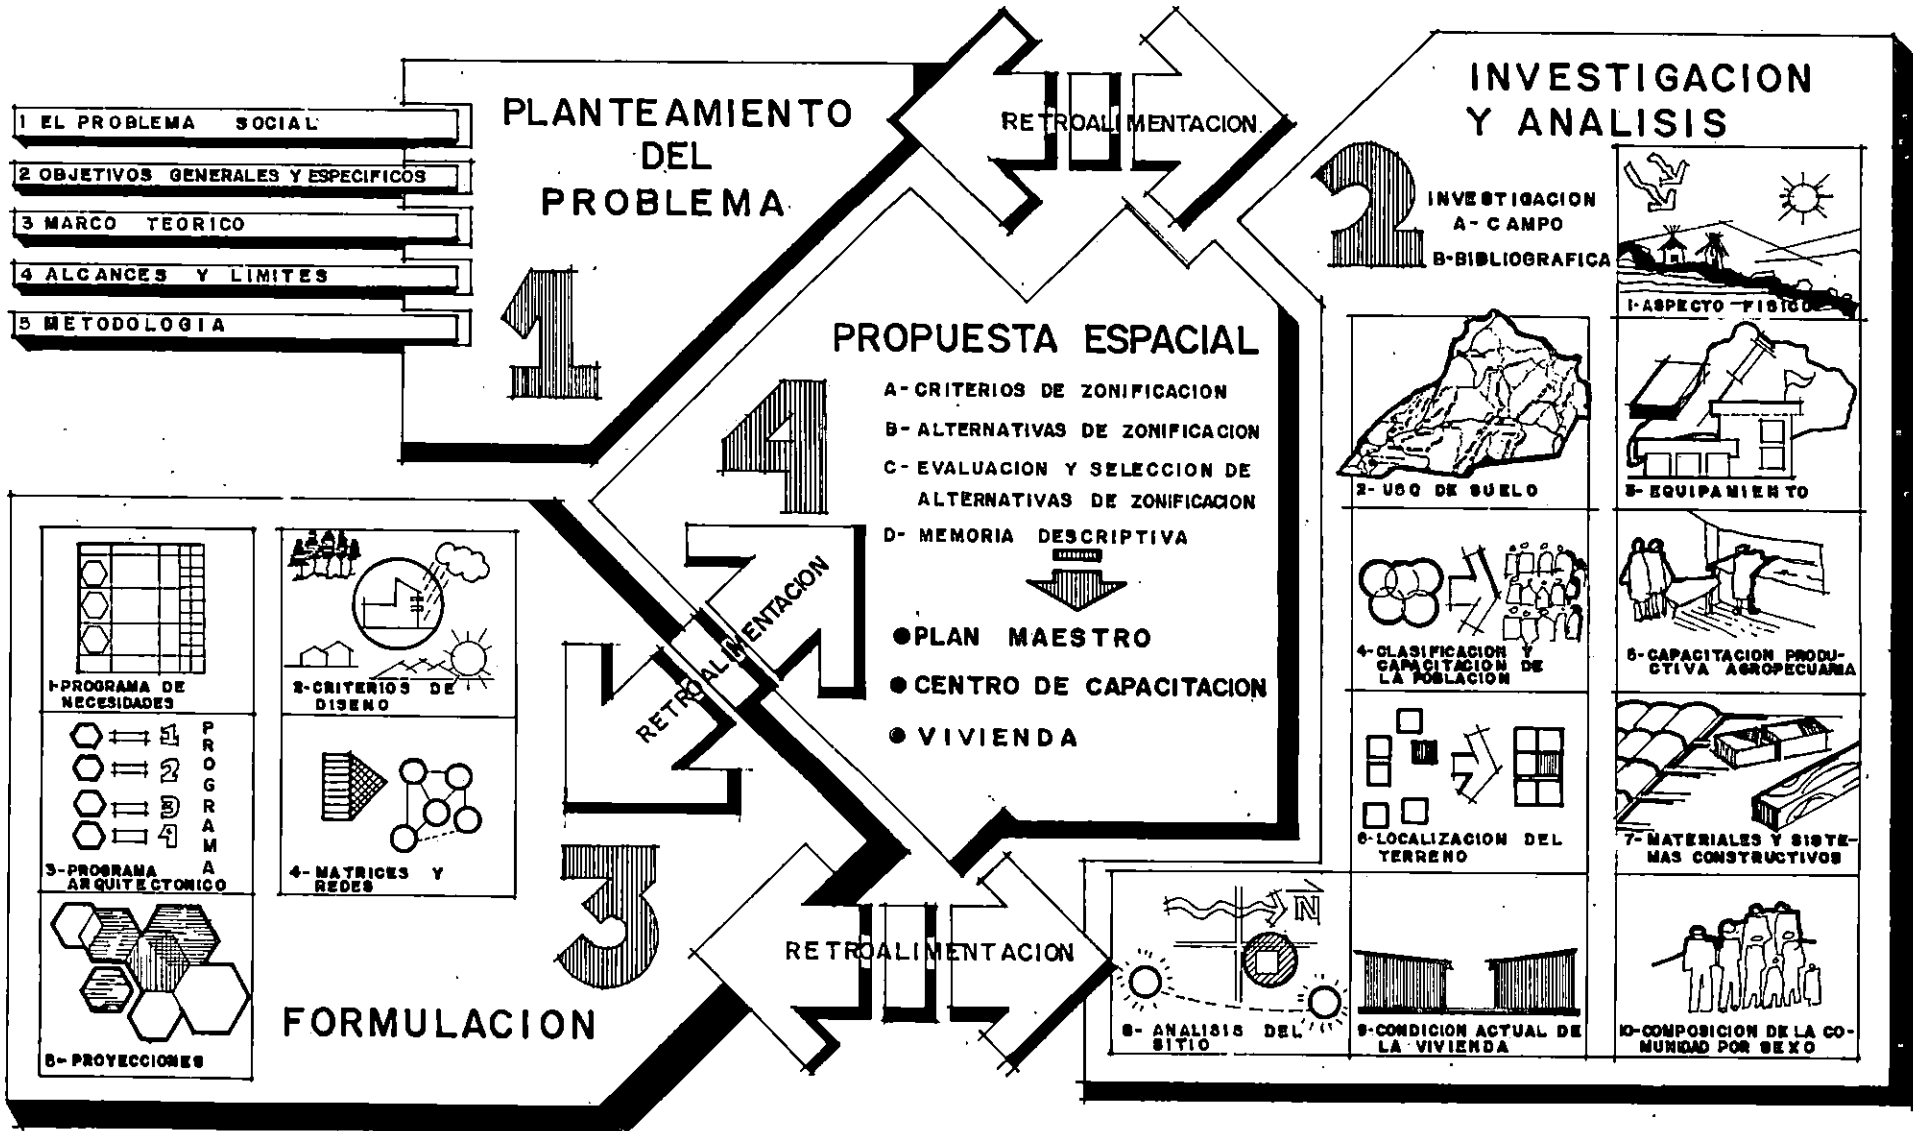 PLANTEAMIENTO
DEL
PROBLEMA
1 EL PROBLEMA SOCIAL
2 OBJETIVOS GENERALES Y ESPECIFICOS
3 MARCO TEORICO
4 ALCANCES Y LIMITES
5 METODOLOGIA
1
RETROALIMENTACION
INVESTIGACION
Y ANALISIS
2
INVESTIGACION
A- CAMPO
B-BIBLIOGRAFICA
1-ASPECTO FISICO
2- USO DE SUELO
3- EQUIPAMIENTO
4-CLASIFICACION Y
CAPACITACION DE
LA POBLACION
5-CAPACITACION PRODU-
CTIVA AGROPECUARIA
6-LOCALIZACION DEL
TERRENO
7-MATERIALES Y SISTE-
MAS CONSTRUCTIVOS
N
8- ANALISIS DEL
SITIO
9-CONDICION ACTUAL DE
LA VIVIENDA
10-COMPOSICION DE LA CO-
MUNIDAD POR SEXO
PROPUESTA ESPACIAL
4
A- CRITERIOS DE ZONIFICACION
B- ALTERNATIVAS DE ZONIFICACION
C- EVALUACION Y SELECCION DE
ALTERNATIVAS DE ZONIFICACION
D- MEMORIA DESCRIPTIVA
●PLAN MAESTRO
● CENTRO DE CAPACITACION
● VIVIENDA
RETROALIMENTACION
1-PROGRAMA DE
NECESIDADES
2-CRITERIOS DE
DISENO
1
2
3
4
PROGRAMA
3-PROGRAMA
ARQUITECTONICO
4- MATRICES Y
REDES
5- PROYECCIONES
3
FORMULACION
RETROALIMENTACION